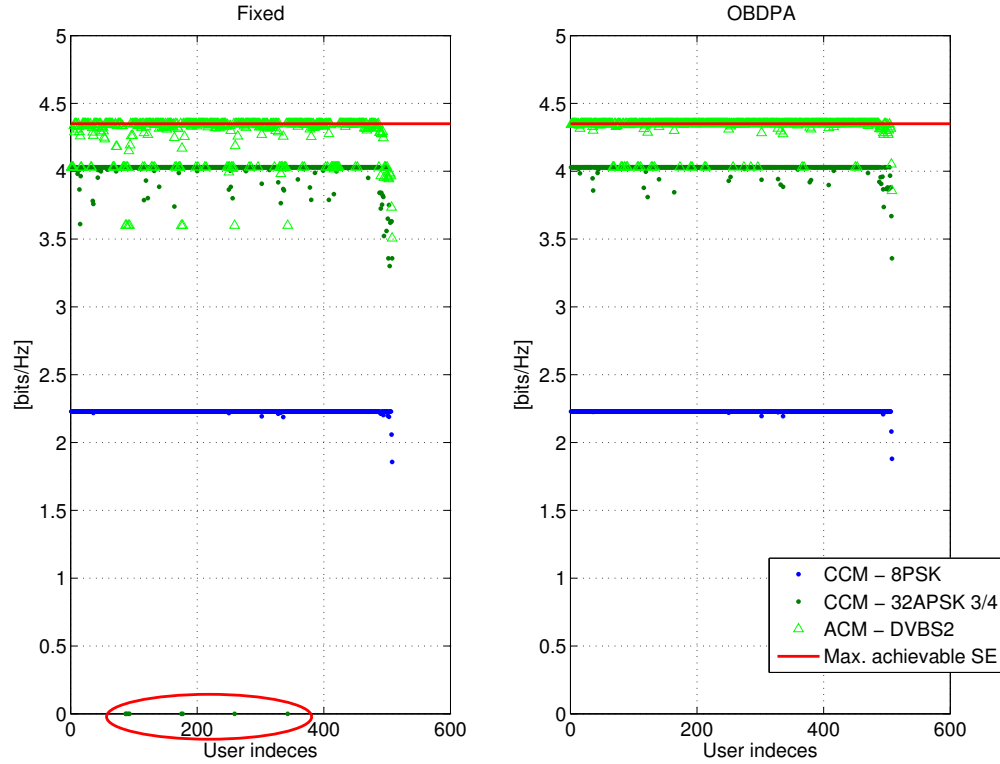 Fixed
5
4.5
4
3.5
3
2.5
2
1.5
1
0.5
0
[bits/Hz]
0 200 400 600
User indeces
OBDPA
5
4.5
4
3.5
3
2.5
2
1.5
1
0.5
0
[bits/Hz]
0 200 400 600
User indeces
CCM − 8PSK
CCM − 32APSK 3/4
ACM − DVBS2
Max. achievable SE